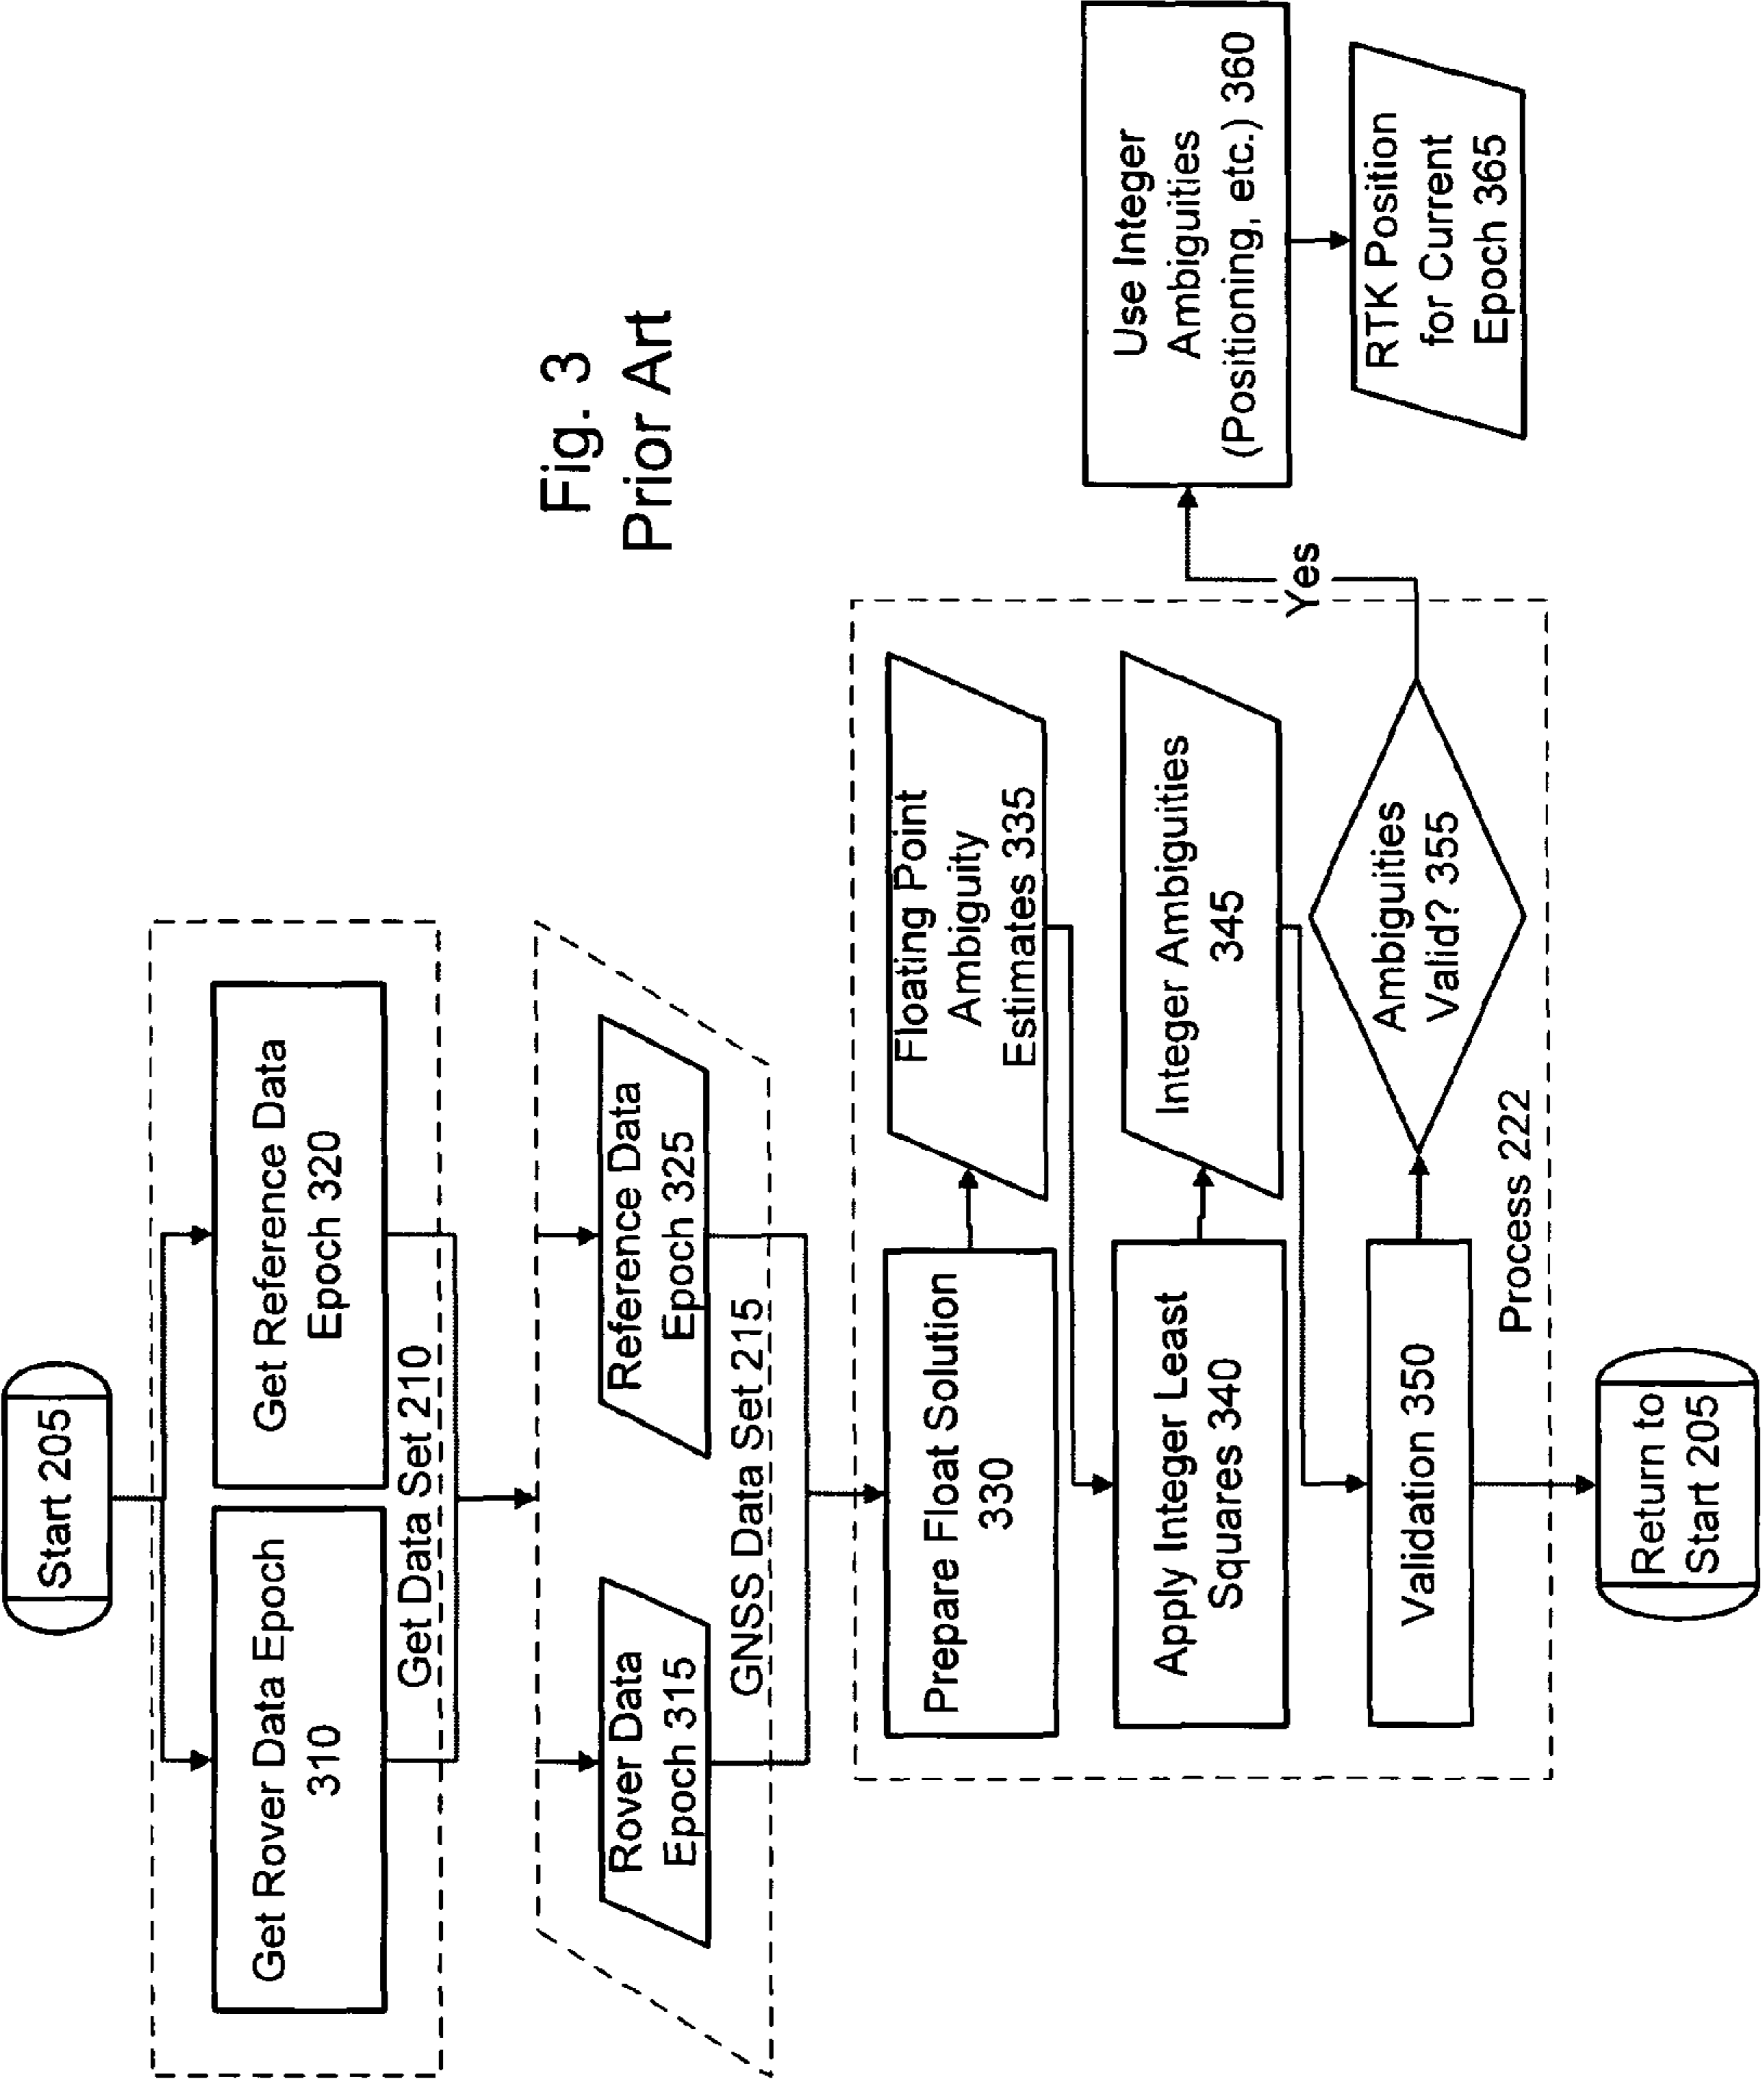 Fig. 3
Prior Art
Start 205
Get Rover Data Epoch
310
Get Reference Data
Epoch 320
Get Data Set 210
Rover Data
Epoch 315
Reference Data
Epoch 325
GNSS Data Set 215
Prepare Float Solution
330
Floating Point
Ambiguity
Estimates 335
Apply Integer Least
Squares 340
Integer Ambiguities
345
Validation 350
Ambiguities
Valid? 355
Process 222
Yes
Use Integer
Ambiguities
(Positioning, etc.) 360
RTK Position
for Current
Epoch 365
Return to
Start 205